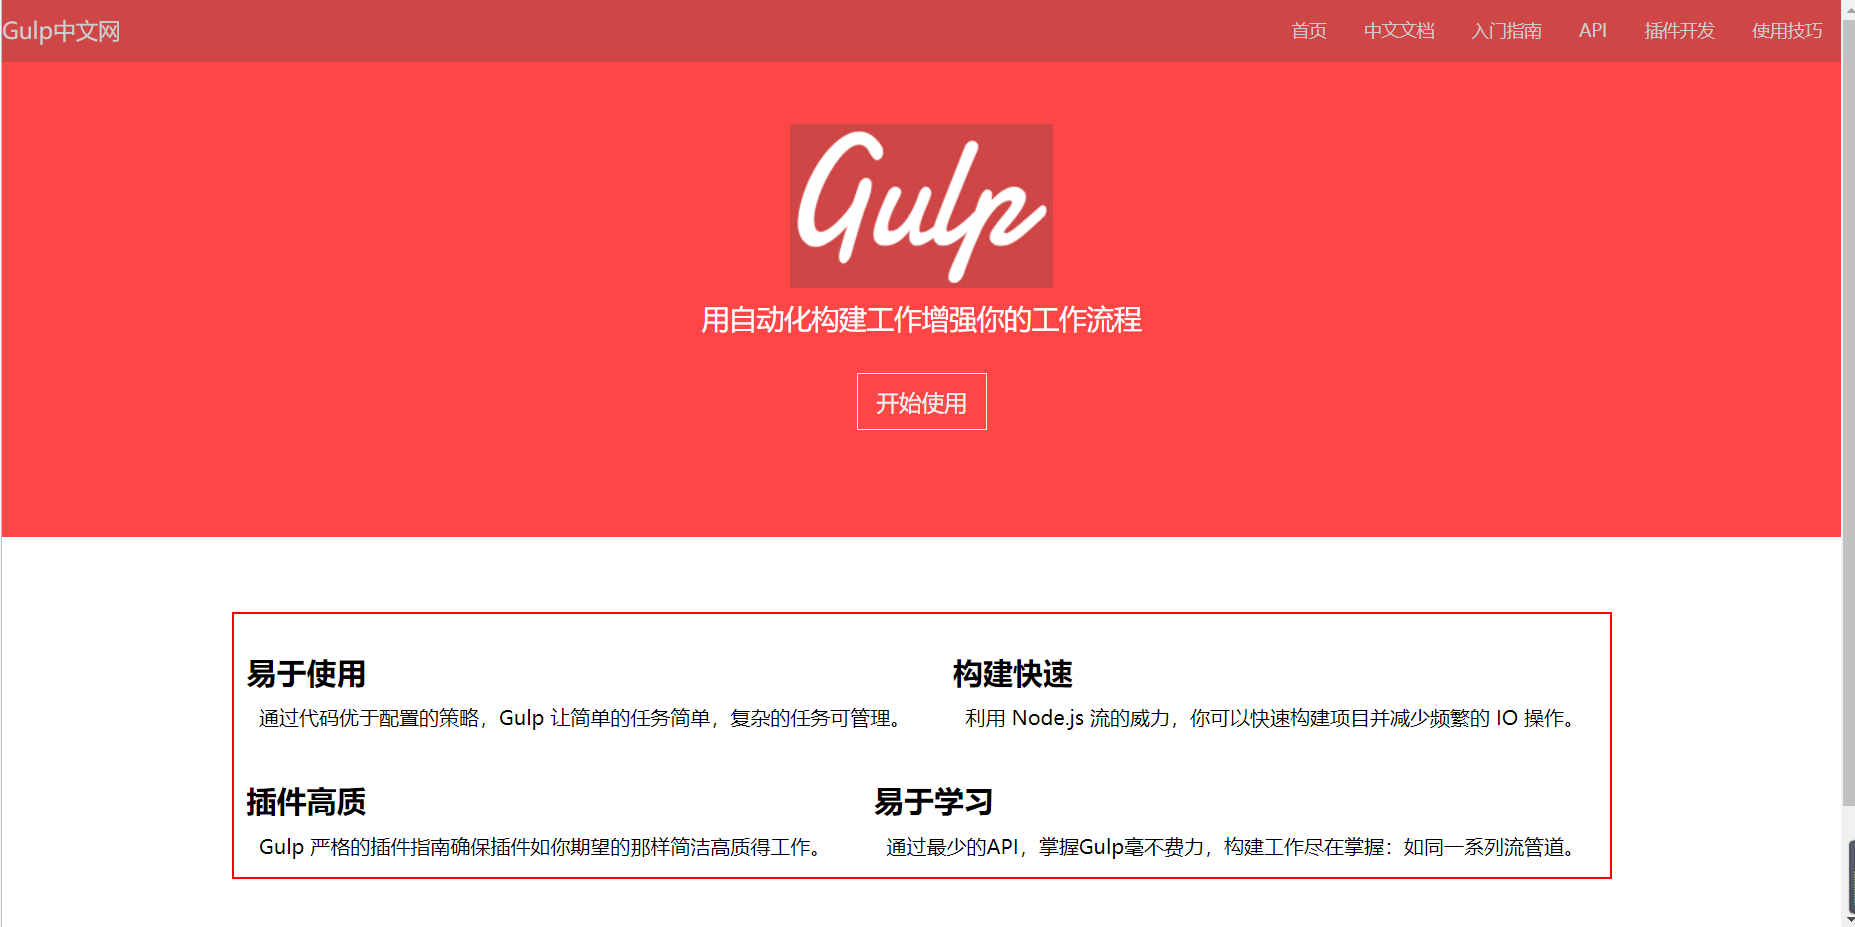 Gulp中文网 首页 中文文档 入门指南 API 插件开发 使用技巧
Gulp
用自动化构建工作增强你的工作流程
开始使用
易于使用 构建快速
通过代码优于配置的策略，Gulp 让简单的任务简单，复杂的任务可管理。 利用 Node.js 流的威力，你可以快速构建项目并减少频繁的 IO 操作。
插件高质 易于学习
Gulp 严格的插件指南确保插件如你期望的那样简洁高质得工作。 通过最少的API，掌握Gulp毫不费力，构建工作尽在掌握：如同一系列流管道。